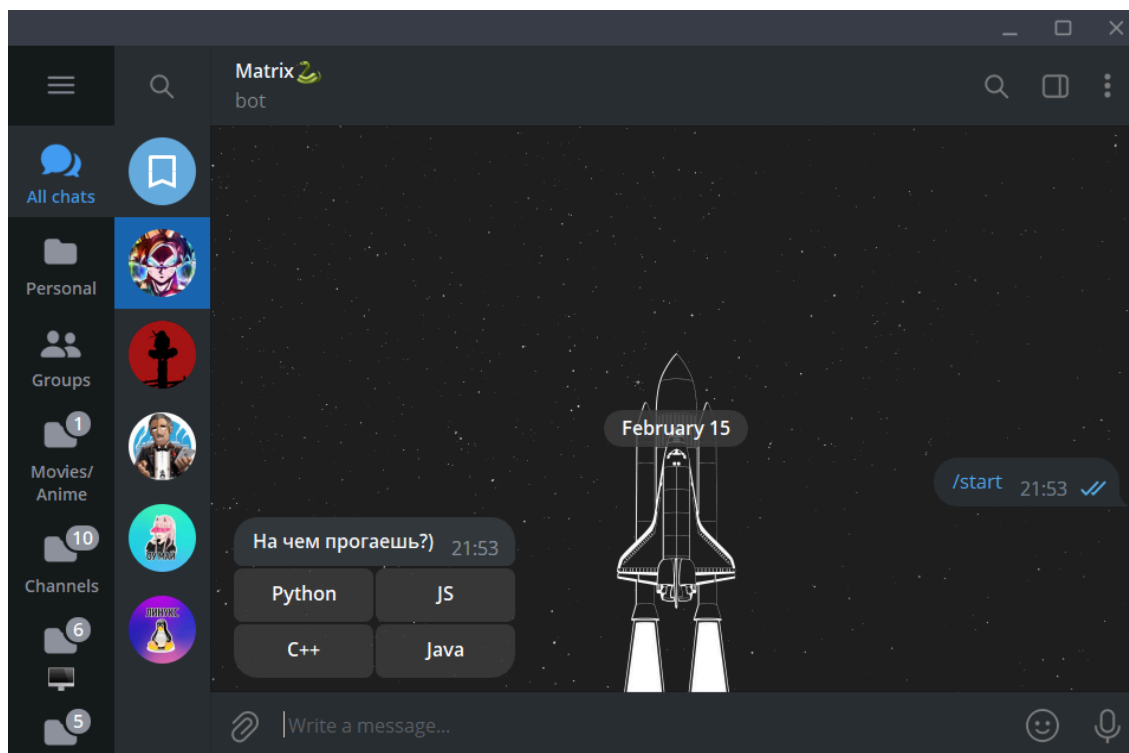 Matrix🐍
bot
All chats
Personal
Groups
1
Movies/
Anime
10
Channels
6
5
ЛИНУКС
February 15
/start 21:53
На чем прогаешь?) 21:53
Python JS
C++ Java
Write a message...